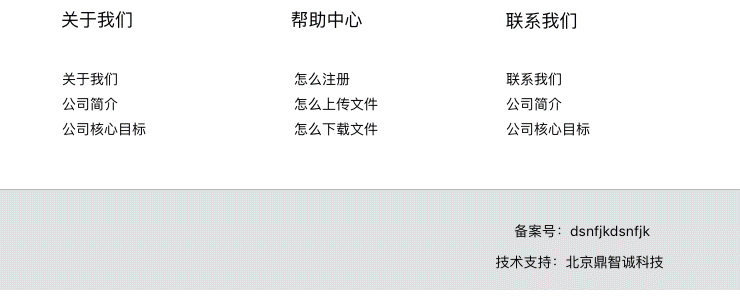 关于我们
帮助中心
联系我们
关于我们
怎么注册
联系我们
公司简介
怎么上传文件
公司简介
公司核心目标
怎么下载文件
公司核心目标
备案号：dsnfjkdsnfjk
技术支持：北京鼎智诚科技